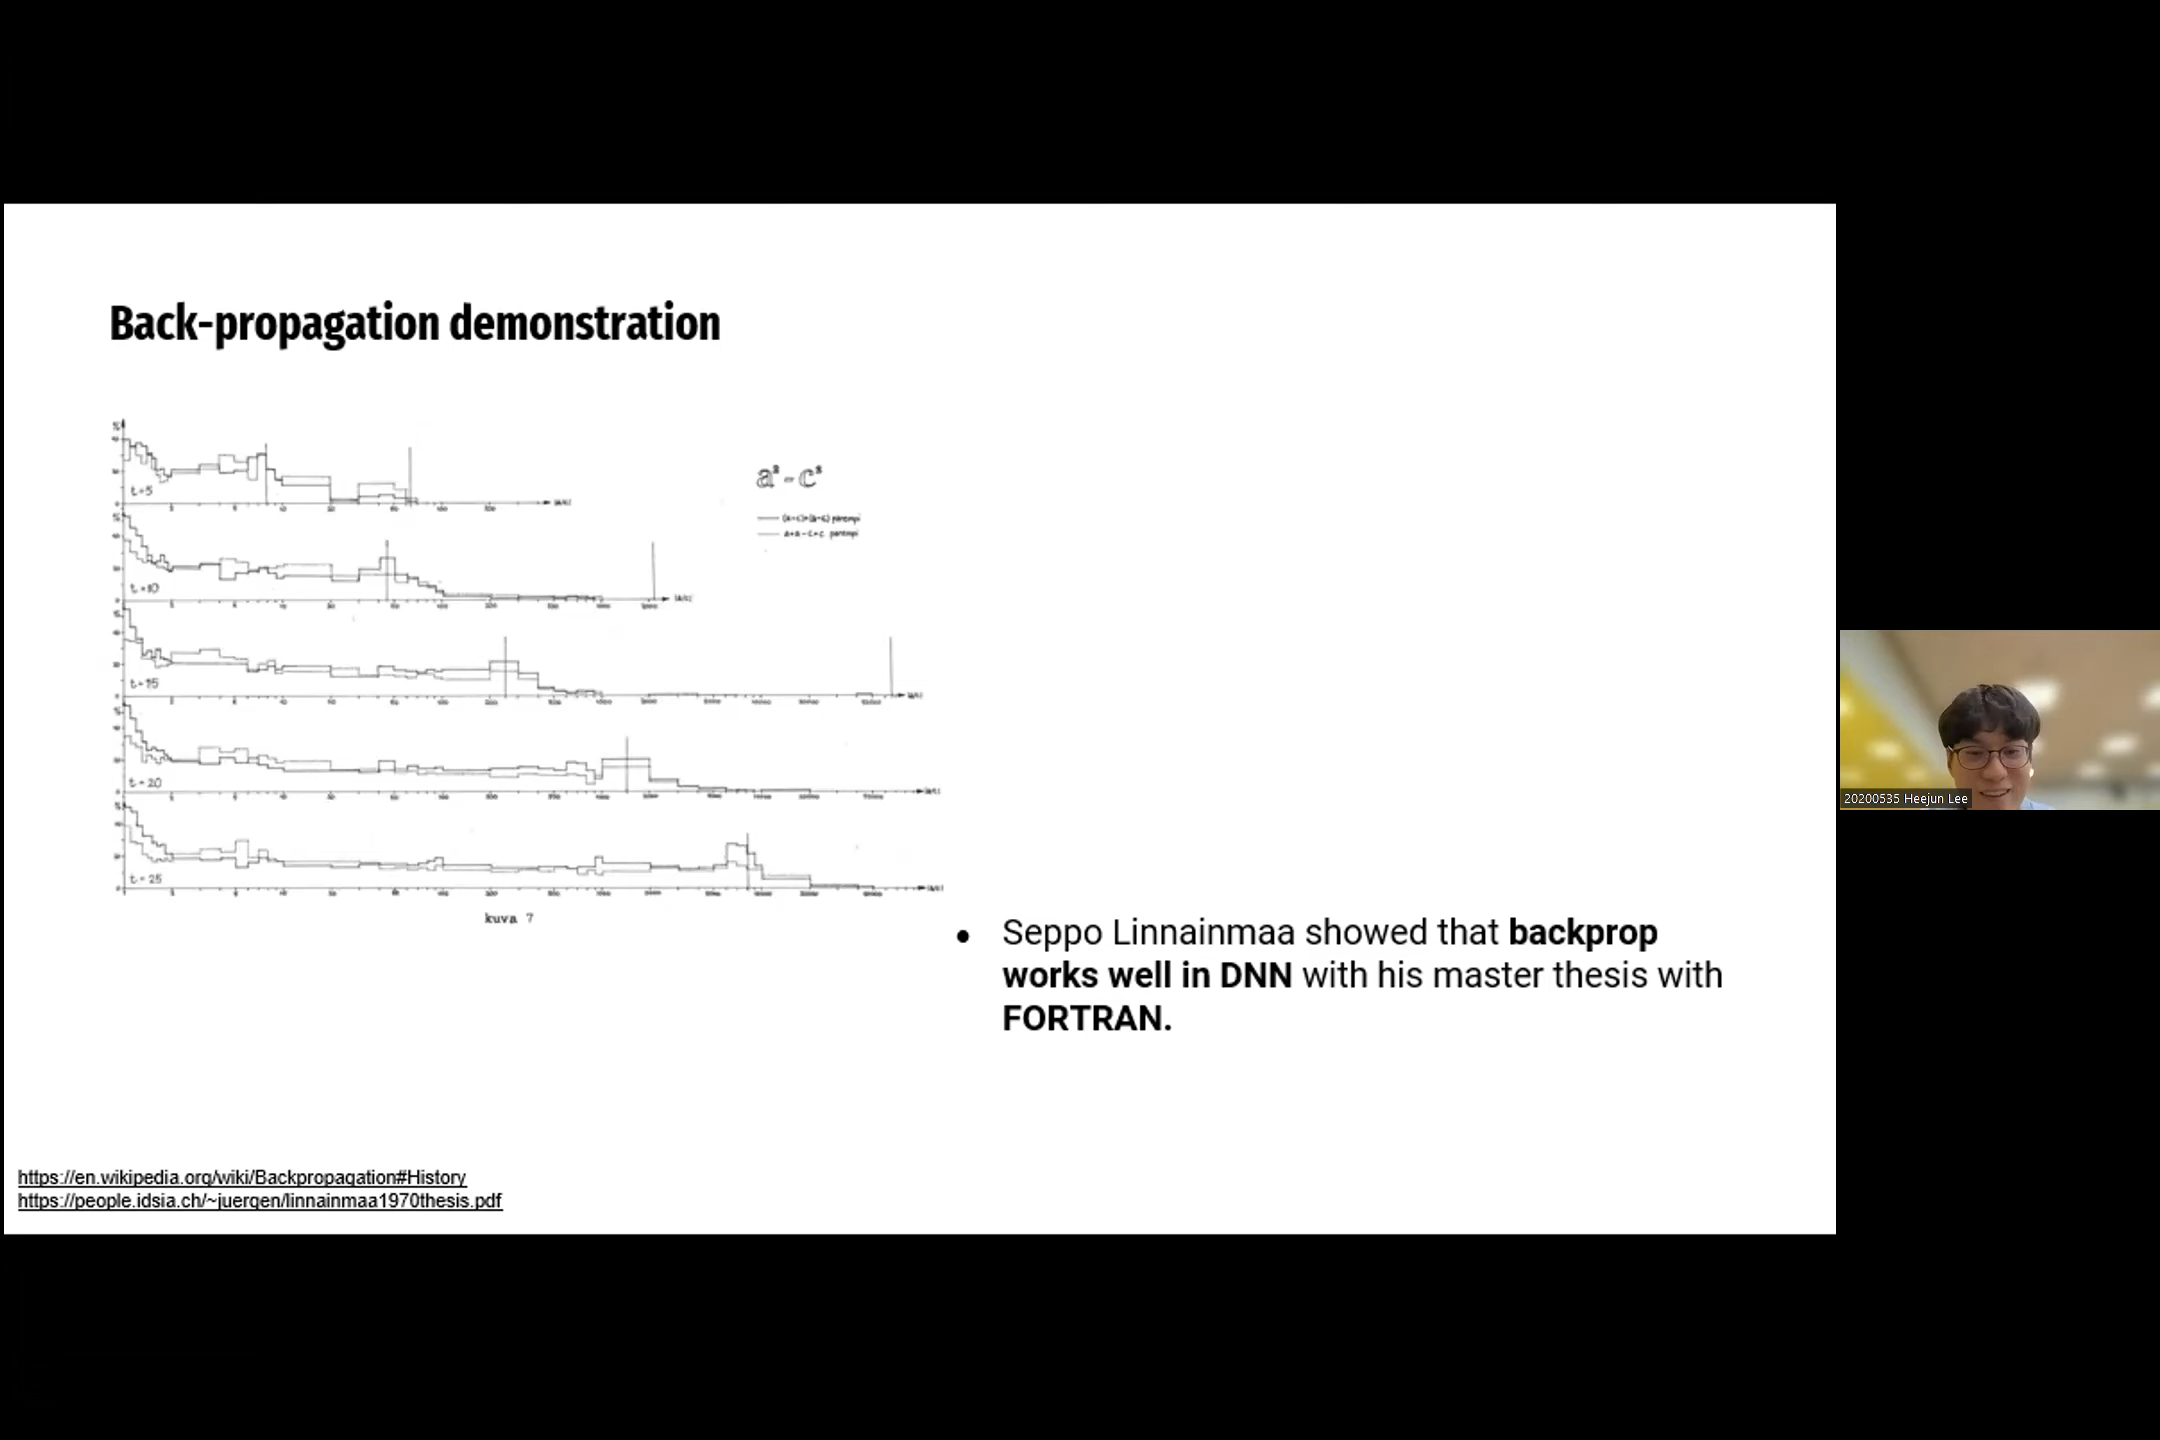 Back-propagation demonstration
a² - c²
t=5
(a-c)*(a+c) parempi
a*a - c*c parempi
t=10
t=15
t=20
t=25
kuva 7
• Seppo Linnainmaa showed that backprop
works well in DNN with his master thesis with
FORTRAN.
20200535 Heejun Lee
https://en.wikipedia.org/wiki/Backpropagation#History
https://people.idsia.ch/~juergen/linnainmaa1970thesis.pdf